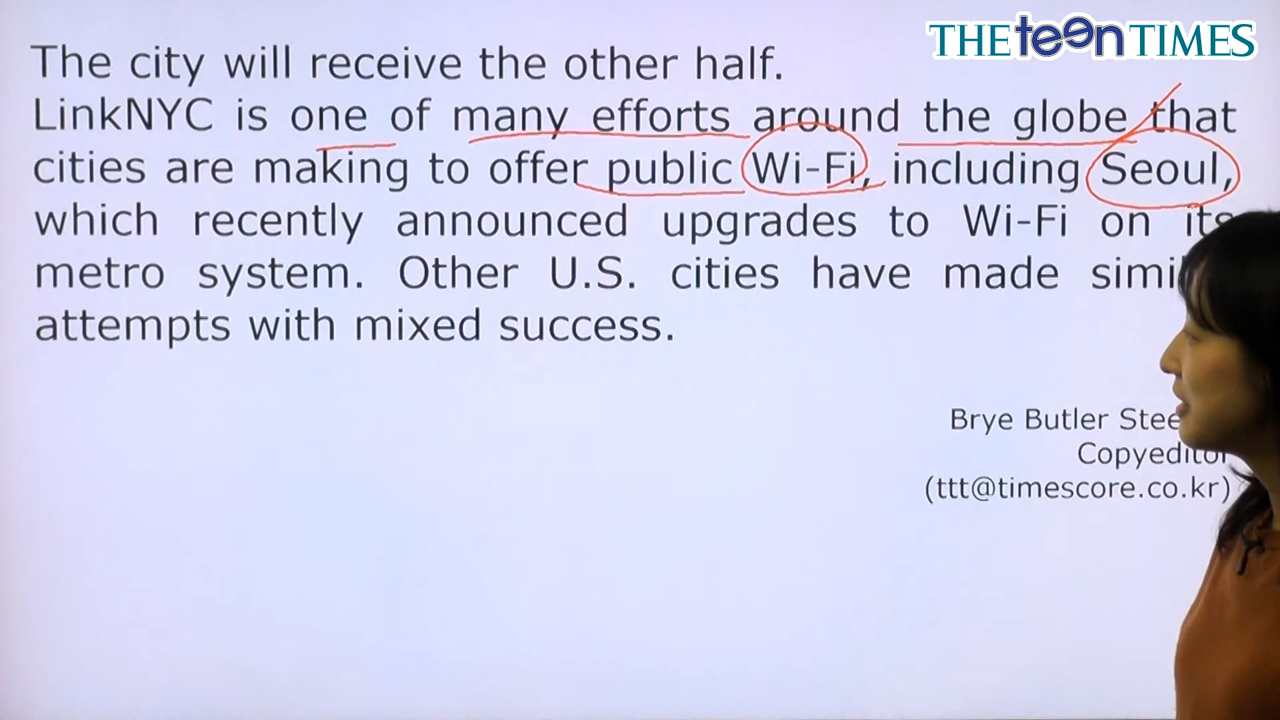 THE teen TIMES
The city will receive the other half.
LinkNYC is one of many efforts around the globe that
cities are making to offer public Wi-Fi, including Seoul,
which recently announced upgrades to Wi-Fi on its
metro system. Other U.S. cities have made
attempts with mixed success.
Brye Butler
Copyeditor
(ttt@timescore.co.kr)